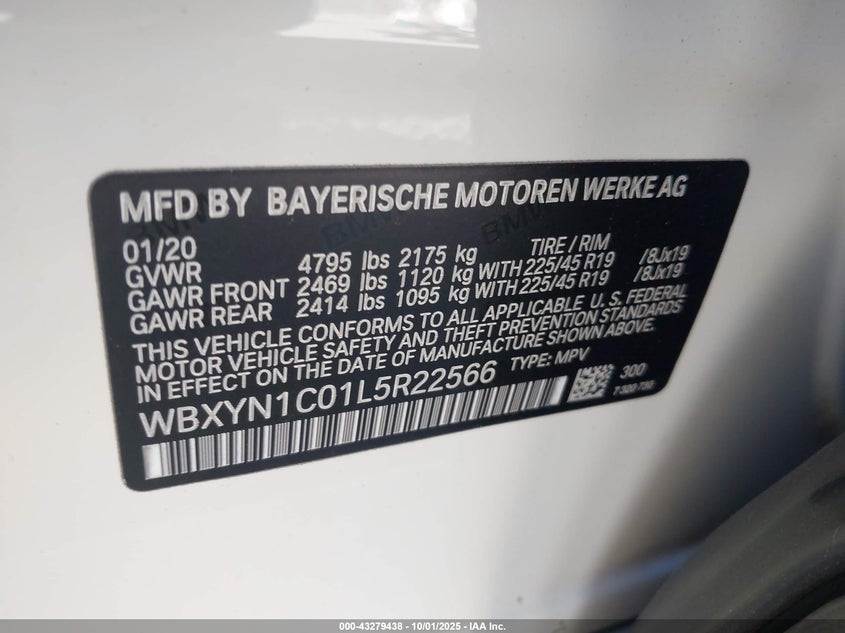 MFD BY BAYERISCHE MOTOREN WERKE AG
01/20 TIRE / RIM
GVWR 4795 lbs 2175 kg
GAWR FRONT 2469 lbs 1120 kg WITH 225/45 R19 /8Jx19
GAWR REAR 2414 lbs 1095 kg WITH 225/45 R19 /8Jx19
THIS VEHICLE CONFORMS TO ALL APPLICABLE U. S. FEDERAL
MOTOR VEHICLE SAFETY AND THEFT PREVENTION STANDARDS
IN EFFECT ON THE DATE OF MANUFACTURE SHOWN ABOVE.
WBXYN1C01L5R22566 TYPE: MPV 300
000-43279438 - 10/01/2025 - IAA Inc.